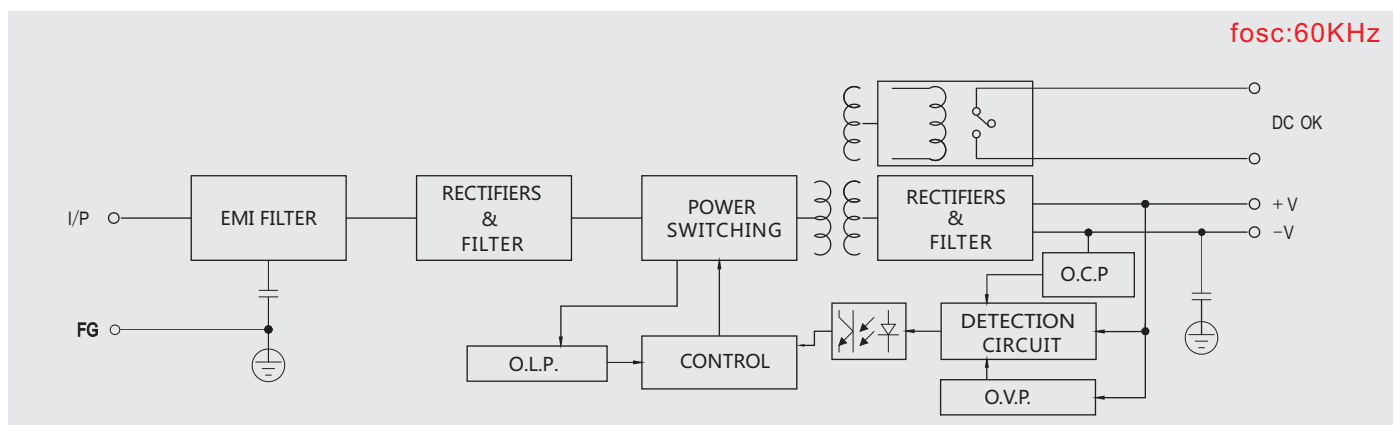 fosc:60KHz
DC OK
I/P
EMI FILTER
RECTIFIERS
&
FILTER
POWER
SWITCHING
RECTIFIERS
&
FILTER
+V
-V
O.C.P
FG
O.L.P.
CONTROL
DETECTION
CIRCUIT
O.V.P.